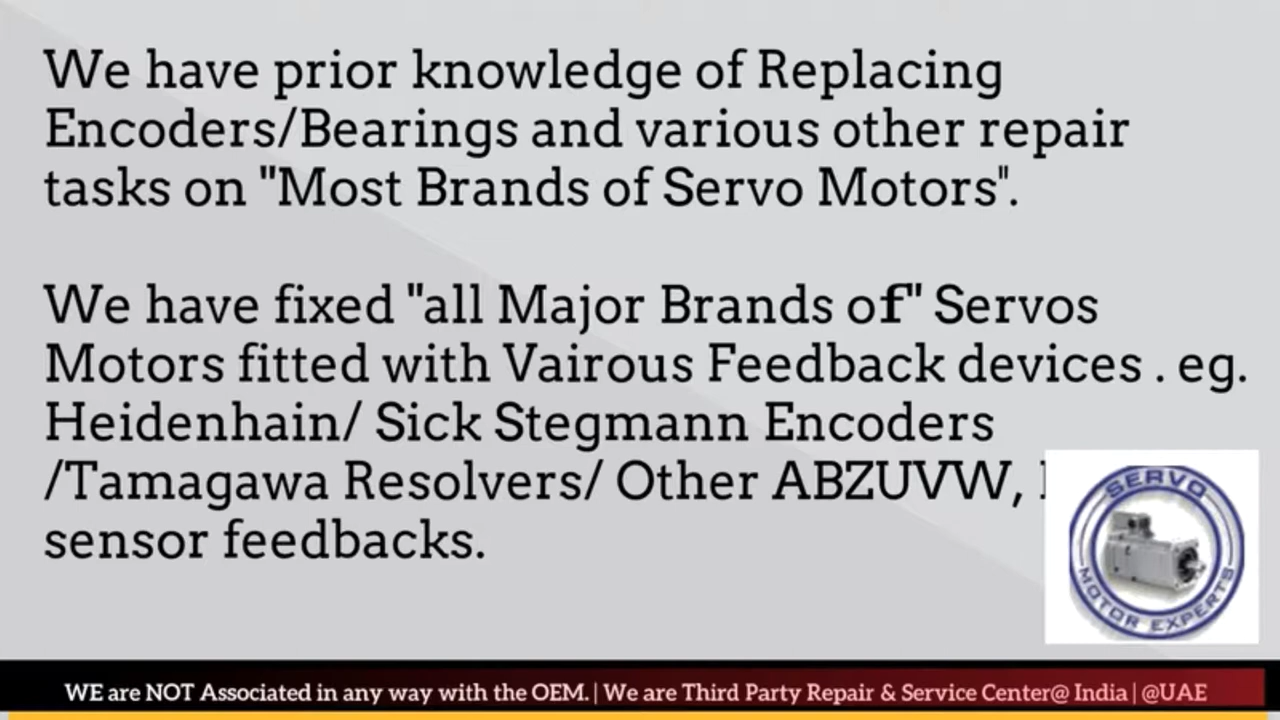 We have prior knowledge of Replacing
Encoders/Bearings and various other repair
tasks on "Most Brands of Servo Motors".
We have fixed "all Major Brands of" Servos
Motors fitted with Vairous Feedback devices . eg.
Heidenhain/ Sick Stegmann Encoders
/Tamagawa Resolvers/ Other ABZUVW,
sensor feedbacks.
SERVO
MOTOR EXPERTS
WE are NOT Associated in any way with the OEM. | We are Third Party Repair & Service Center@ India | @UAE